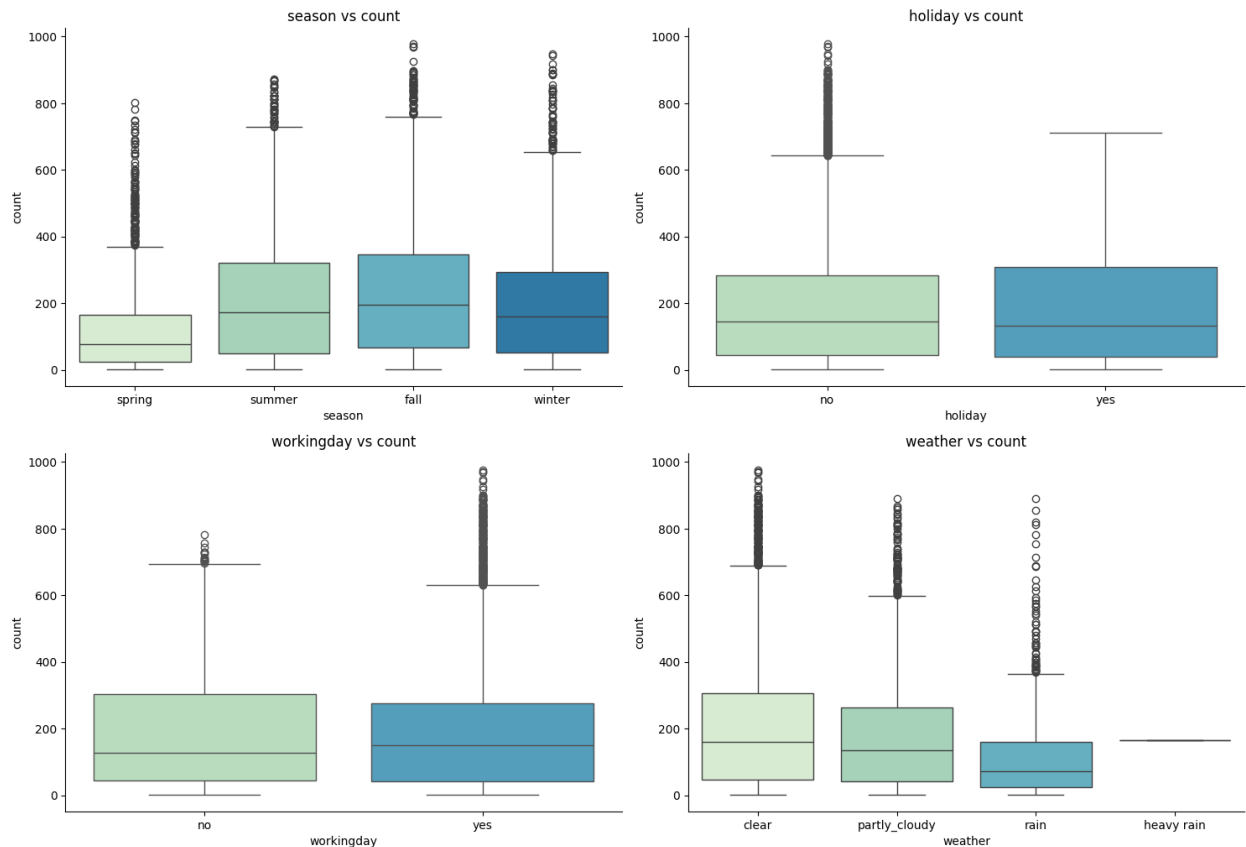 season vs count
1000
800
600
400
200
0
count
spring summer fall winter
season
holiday vs count
1000
800
600
400
200
0
count
no yes
holiday
workingday vs count
1000
800
600
400
200
0
count
no yes
workingday
weather vs count
1000
800
600
400
200
0
count
clear partly_cloudy rain heavy rain
weather